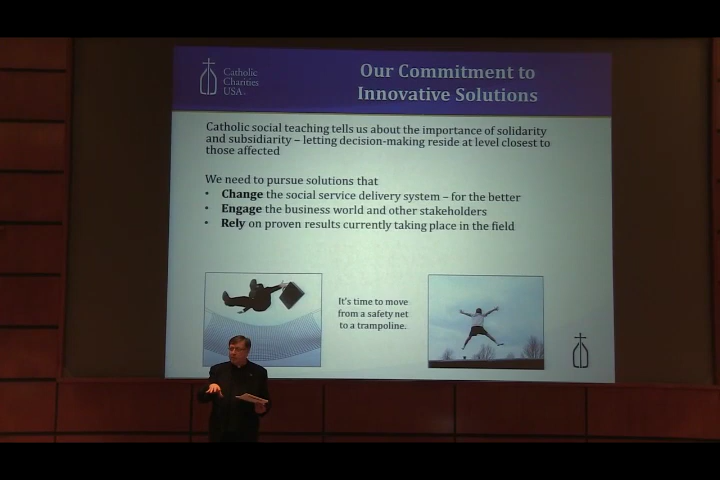 Catholic
Charities
USA.
Our Commitment to
Innovative Solutions
Catholic social teaching tells us about the importance of solidarity
and subsidiarity – letting decision-making reside at level closest to
those affected
We need to pursue solutions that
• Change the social service delivery system – for the better
• Engage the business world and other stakeholders
• Rely on proven results currently taking place in the field
It's time to move
from a safety net
to a trampoline.